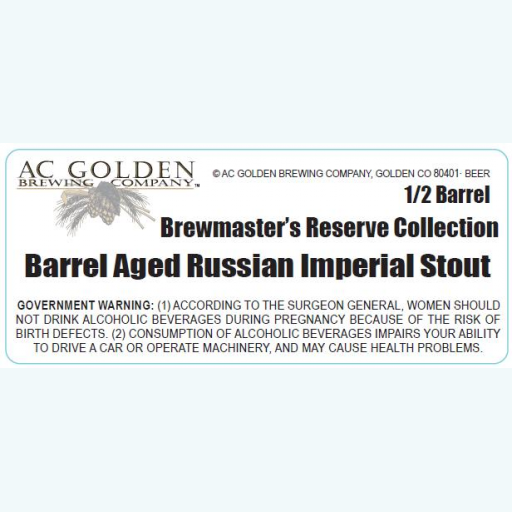 AC GOLDEN
BREWING COMPANY™
© AC GOLDEN BREWING COMPANY, GOLDEN CO 80401· BEER
1/2 Barrel
Brewmaster's Reserve Collection
Barrel Aged Russian Imperial Stout
GOVERNMENT WARNING: (1) ACCORDING TO THE SURGEON GENERAL, WOMEN SHOULD
NOT DRINK ALCOHOLIC BEVERAGES DURING PREGNANCY BECAUSE OF THE RISK OF
BIRTH DEFECTS. (2) CONSUMPTION OF ALCOHOLIC BEVERAGES IMPAIRS YOUR ABILITY
TO DRIVE A CAR OR OPERATE MACHINERY, AND MAY CAUSE HEALTH PROBLEMS.